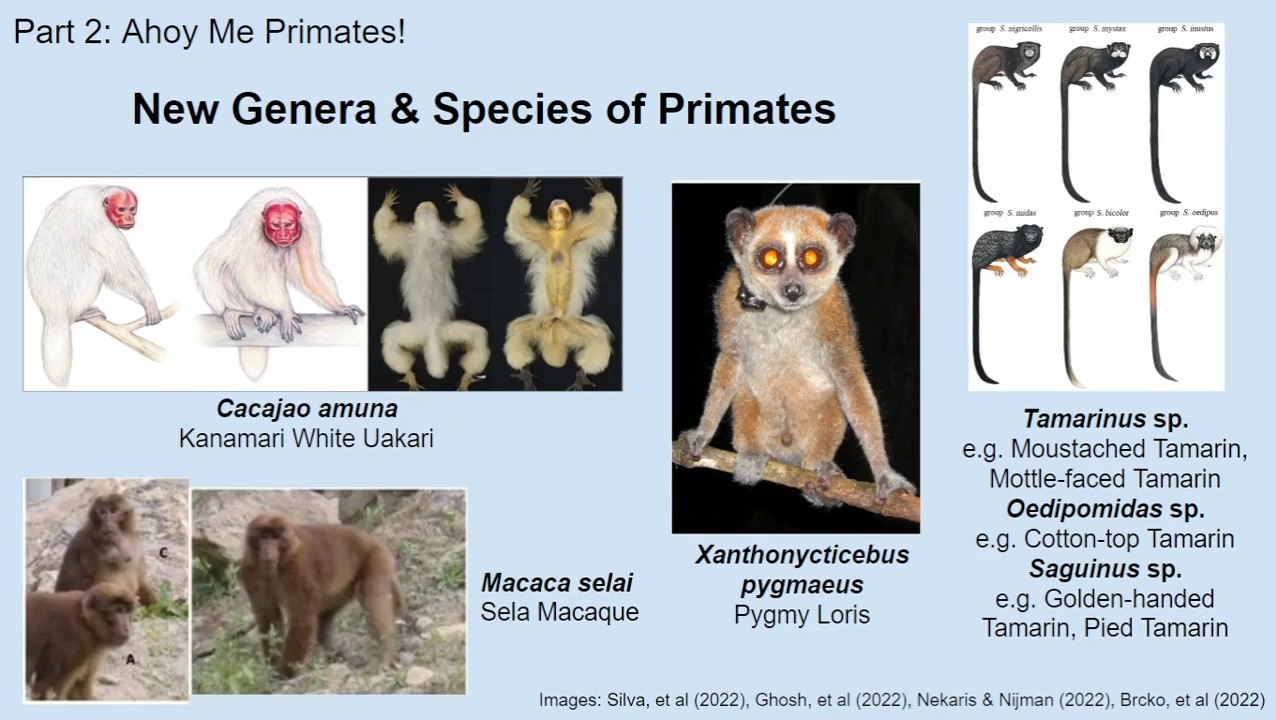 Part 2: Ahoy Me Primates!
New Genera & Species of Primates
group S. nigricollis
group S. mystax
group S. inustus
group S. midas
group S. bicolor
group S. oedipus
Cacajao amuna
Kanamari White Uakari
C
A
Macaca selai
Sela Macaque
Xanthonycticebus
pygmaeus
Pygmy Loris
Tamarinus sp.
e.g. Moustached Tamarin,
Mottle-faced Tamarin
Oedipomidas sp.
e.g. Cotton-top Tamarin
Saguinus sp.
e.g. Golden-handed
Tamarin, Pied Tamarin
Images: Silva, et al (2022), Ghosh, et al (2022), Nekaris & Nijman (2022), Brcko, et al (2022)